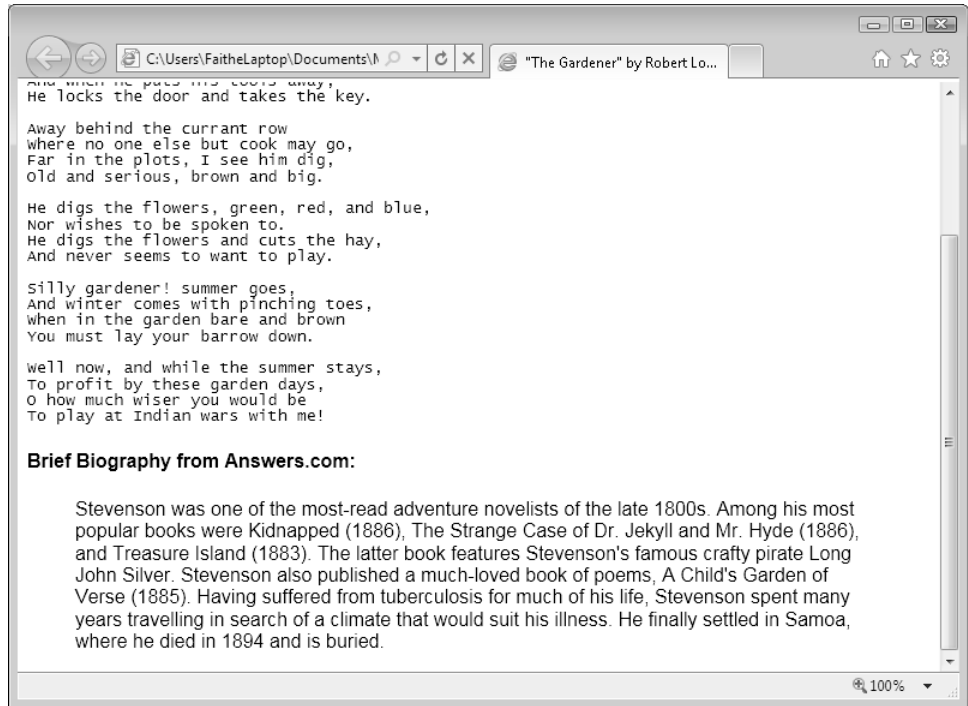 C:\Users\FaitheLaptop\Documents\M
"The Gardener" by Robert Lo...
And when he puts his tools away,
He locks the door and takes the key.
Away behind the currant row
Where no one else but cook may go,
Far in the plots, I see him dig,
Old and serious, brown and big.
He digs the flowers, green, red, and blue,
Nor wishes to be spoken to.
He digs the flowers and cuts the hay,
And never seems to want to play.
Silly gardener! summer goes,
And winter comes with pinching toes,
When in the garden bare and brown
You must lay your barrow down.
Well now, and while the summer stays,
To profit by these garden days,
O how much wiser you would be
To play at Indian wars with me!
Brief Biography from Answers.com:
Stevenson was one of the most-read adventure novelists of the late 1800s. Among his most
popular books were Kidnapped (1886), The Strange Case of Dr. Jekyll and Mr. Hyde (1886),
and Treasure Island (1883). The latter book features Stevenson's famous crafty pirate Long
John Silver. Stevenson also published a much-loved book of poems, A Child's Garden of
Verse (1885). Having suffered from tuberculosis for much of his life, Stevenson spent many
years travelling in search of a climate that would suit his illness. He finally settled in Samoa,
where he died in 1894 and is buried.
100%